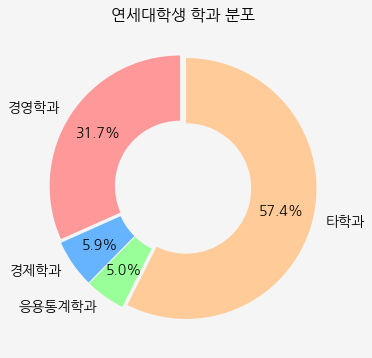 연세대학생 학과 분포
경영학과
31.7%
57.4%
타학과
5.9%
경제학과
5.0%
응용통계학과